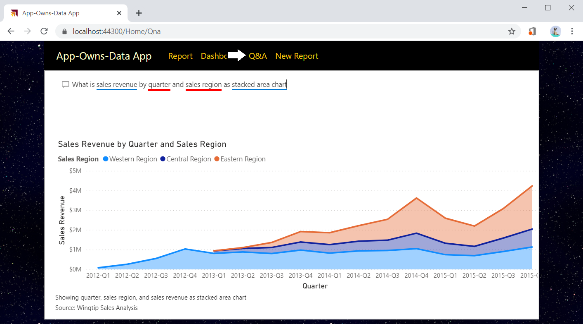 App-Owns-Data App
localhost:44300/Home/Qna
App-Owns-Data App Report Dashbo Q&A New Report
What is sales revenue by quarter and sales region as stacked area chart
Sales Revenue by Quarter and Sales Region
Sales Region Western Region Central Region Eastern Region
$5M
$4M
$3M
$2M
$1M
$0M
Sales Revenue
2012-Q1 2012-Q2 2012-Q3 2012-Q4 2013-Q1 2013-Q2 2013-Q3 2013-Q4 2014-Q1 2014-Q2 2014-Q3 2014-Q4 2015-Q1 2015-Q2 2015-Q3 2015-Q
Quarter
Showing quarter, sales region, and sales revenue as stacked area chart
Source: Wingtip Sales Analysis